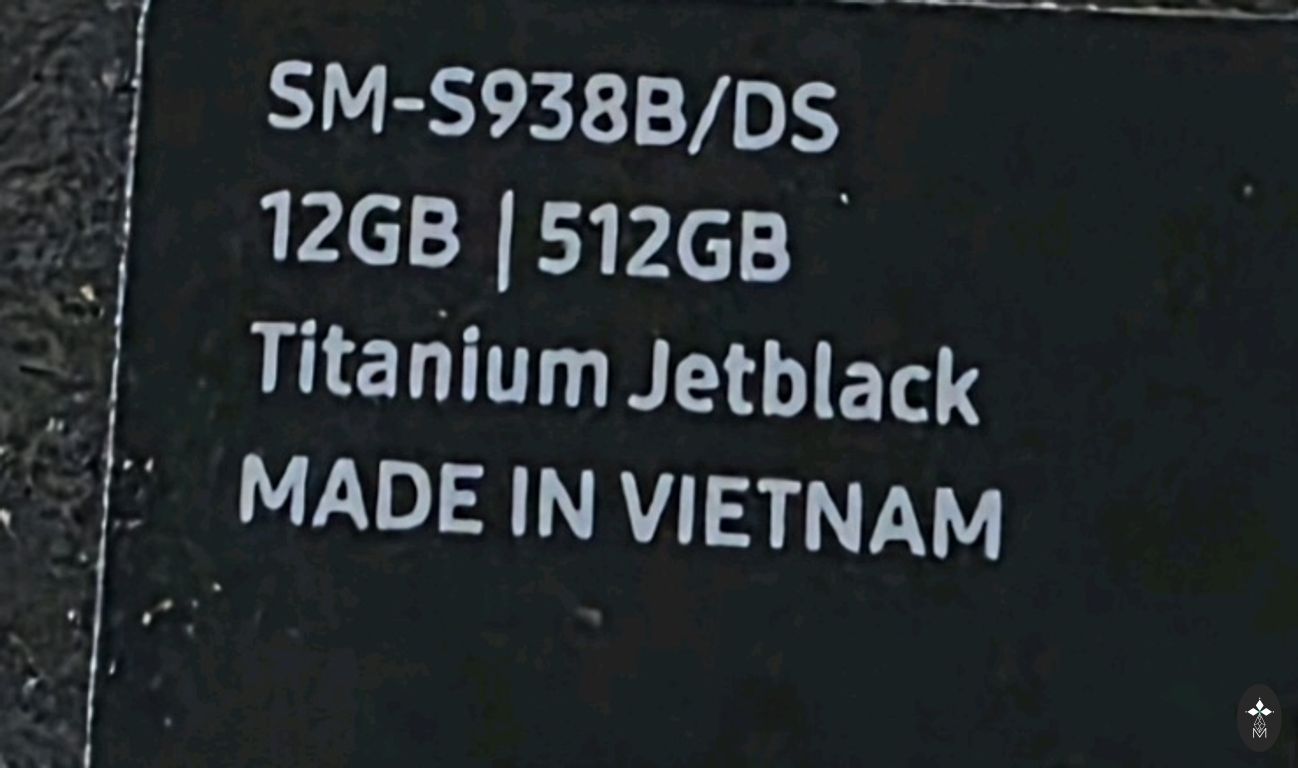 SM-S938B/DS
12GB | 512GB
Titanium Jetblack
MADE IN VIETNAM
M